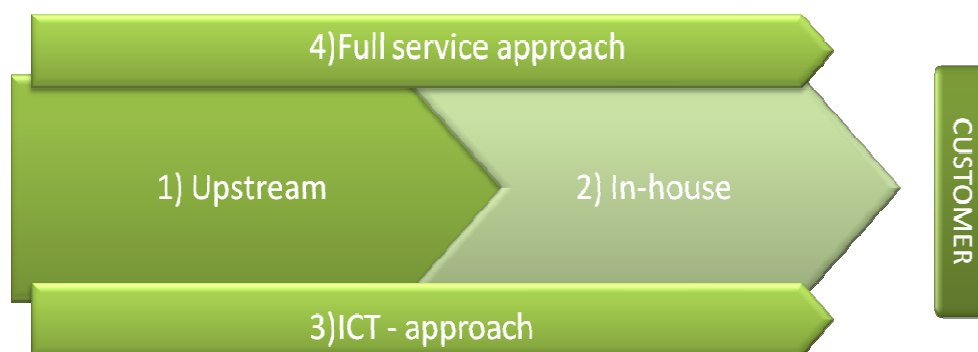 4)Full service approach
1) Upstream
2) In-house
CUSTOMER
3)ICT - approach